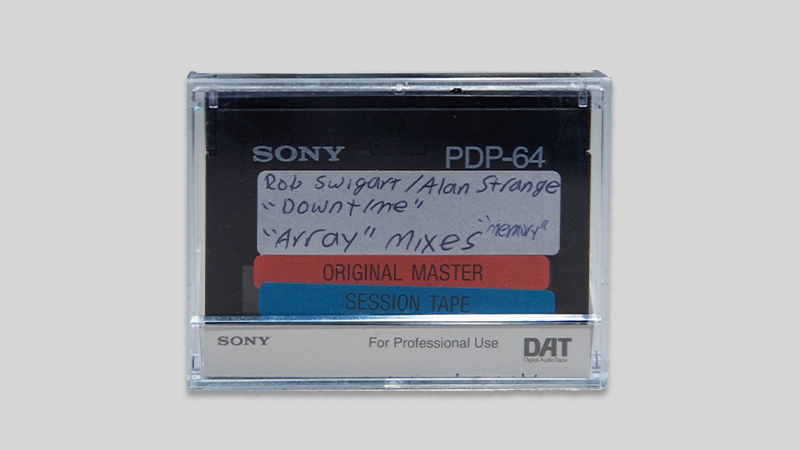 SONY PDP-64
Rob Swigart/Alan Strange
"Downtime"
"Array" mixes "memory"
ORIGINAL MASTER
SESSION TAPE
SONY For Professional Use DAT
Digital Audio Tape